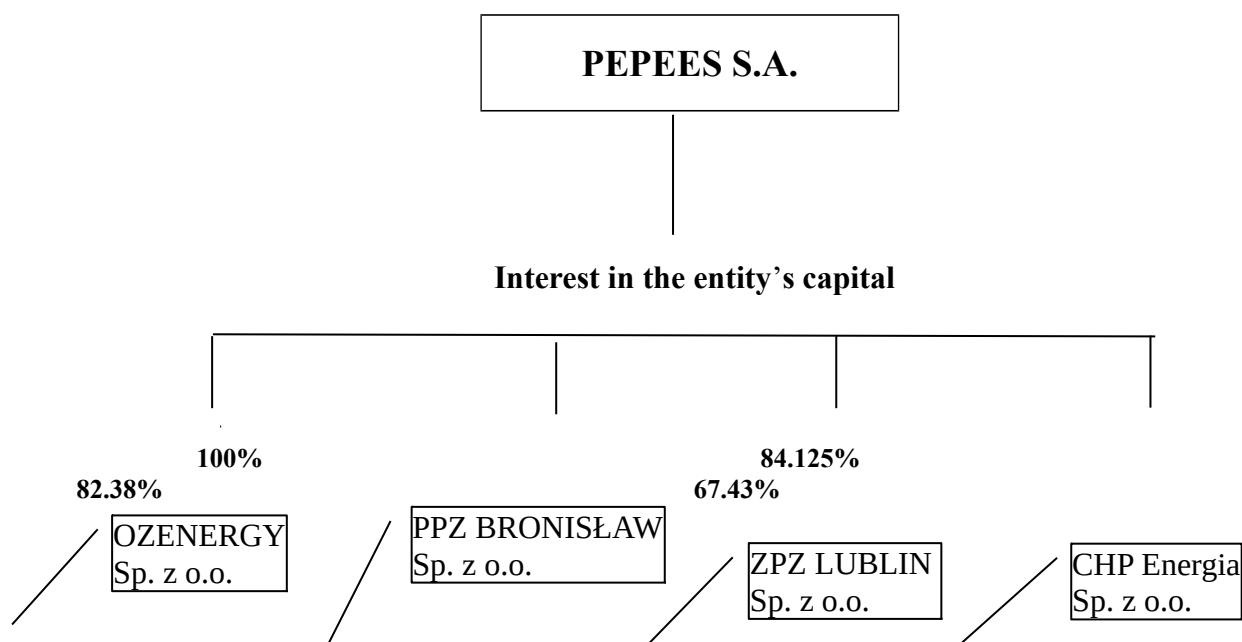 PEPEES S.A.
Interest in the entity’s capital
100%
84.125%
82.38%
67.43%
OZENERGY
Sp. z o.o.
PPZ BRONISŁAW
Sp. z o.o.
ZPZ LUBLIN
Sp. z o.o.
CHP Energia
Sp. z o.o.